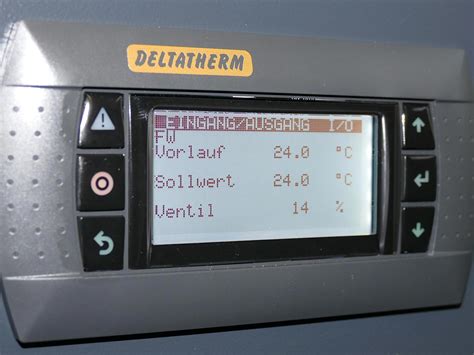 DELTATHERM
EINGANG/AUSGANG I/O
FW
Vorlauf 24.0 °C
Sollwert 24.0 °C
Ventil 14 %